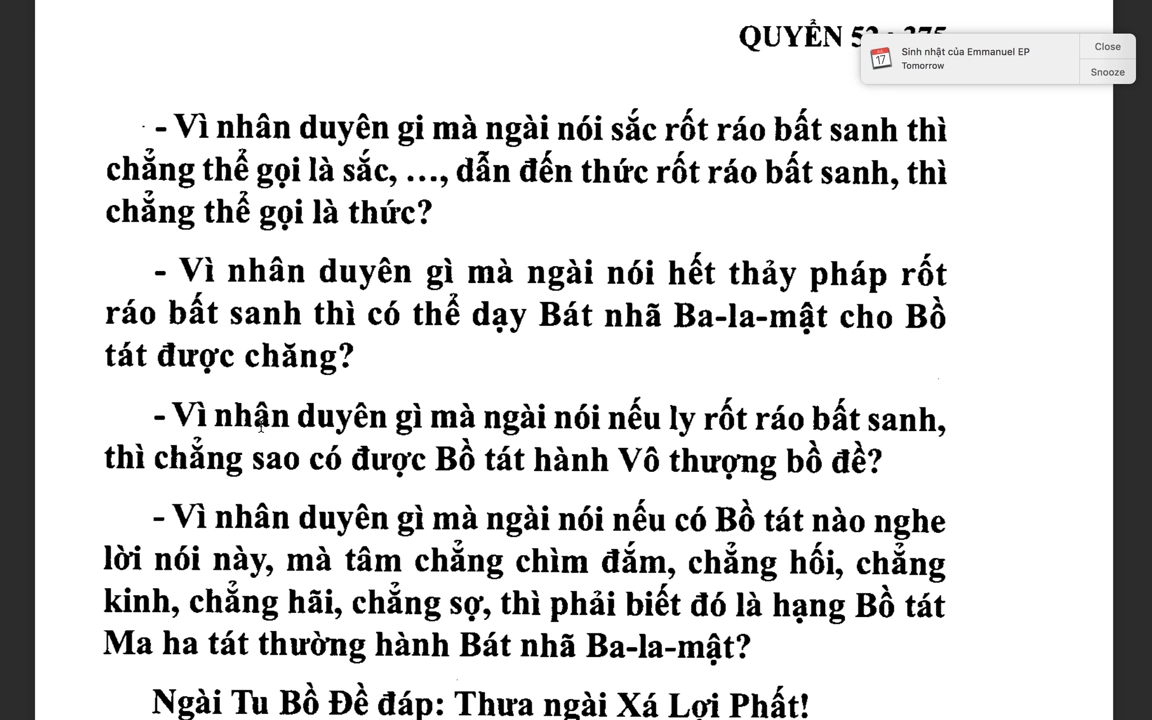 QUYỂN
Sinh nhật của Emmanuel EP
Tomorrow
Close
Snooze
17
- Vì nhân duyên gi mà ngài nói sắc rốt ráo bất sanh thì
chẳng thể gọi là sắc, ..., dẫn đến thức rốt ráo bất sanh, thì
chẳng thể gọi là thức?
- Vì nhân duyên gì mà ngài nói hết thảy pháp rốt
ráo bất sanh thì có thể dạy Bát nhã Ba-la-mật cho Bồ
tát được chăng?
- Vì nhân duyên gì mà ngài nói nếu ly rốt ráo bất sanh,
thì chẳng sao có được Bồ tát hành Vô thượng bồ đề?
- Vì nhân duyên gì mà ngài nói nếu có Bồ tát nào nghe
lời nói này, mà tâm chẳng chìm đắm, chẳng hối, chẳng
kinh, chẳng hãi, chẳng sợ, thì phải biết đó là hạng Bồ tát
Ma ha tát thường hành Bát nhã Ba-la-mật?
Ngài Tu Bồ Đề đáp: Thưa ngài Xá Lợi Phất!